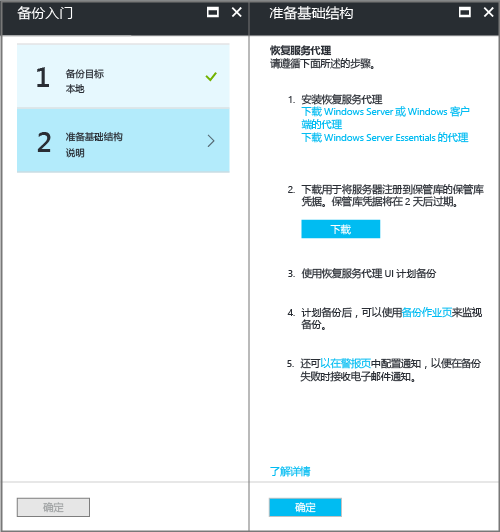 备份入门
1
备份目标
本地
2
准备基础结构
说明
确定
准备基础结构
恢复服务代理
请遵循下面所述的步骤。
1. 安装恢复服务代理
下载 Windows Server 或 Windows 客户
端的代理
下载 Windows Server Essentials 的代理
2. 下载用于将服务器注册到保管库的保管库
凭据。保管库凭据将在 2 天后过期。
下载
3. 使用恢复服务代理 UI 计划备份
4. 计划备份后，可以使用备份作业页来监视
备份。
5. 还可以在警报页中配置通知，以便在备份
失败时接收电子邮件通知。
了解详情
确定